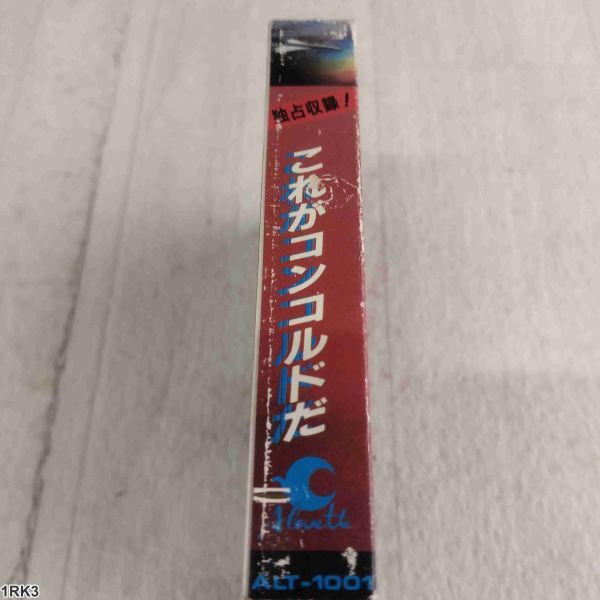 独占収録!
これがコンコルドだ
Alouette
ALT-1001
1RK3